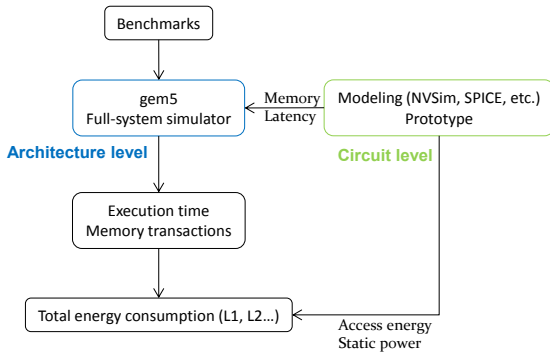 Benchmarks
gem5
Full-system simulator
Memory
Latency
Modeling (NVSim, SPICE, etc.)
Prototype
Architecture level
Circuit level
Execution time
Memory transactions
Total energy consumption (L1, L2...)
Access energy
Static power